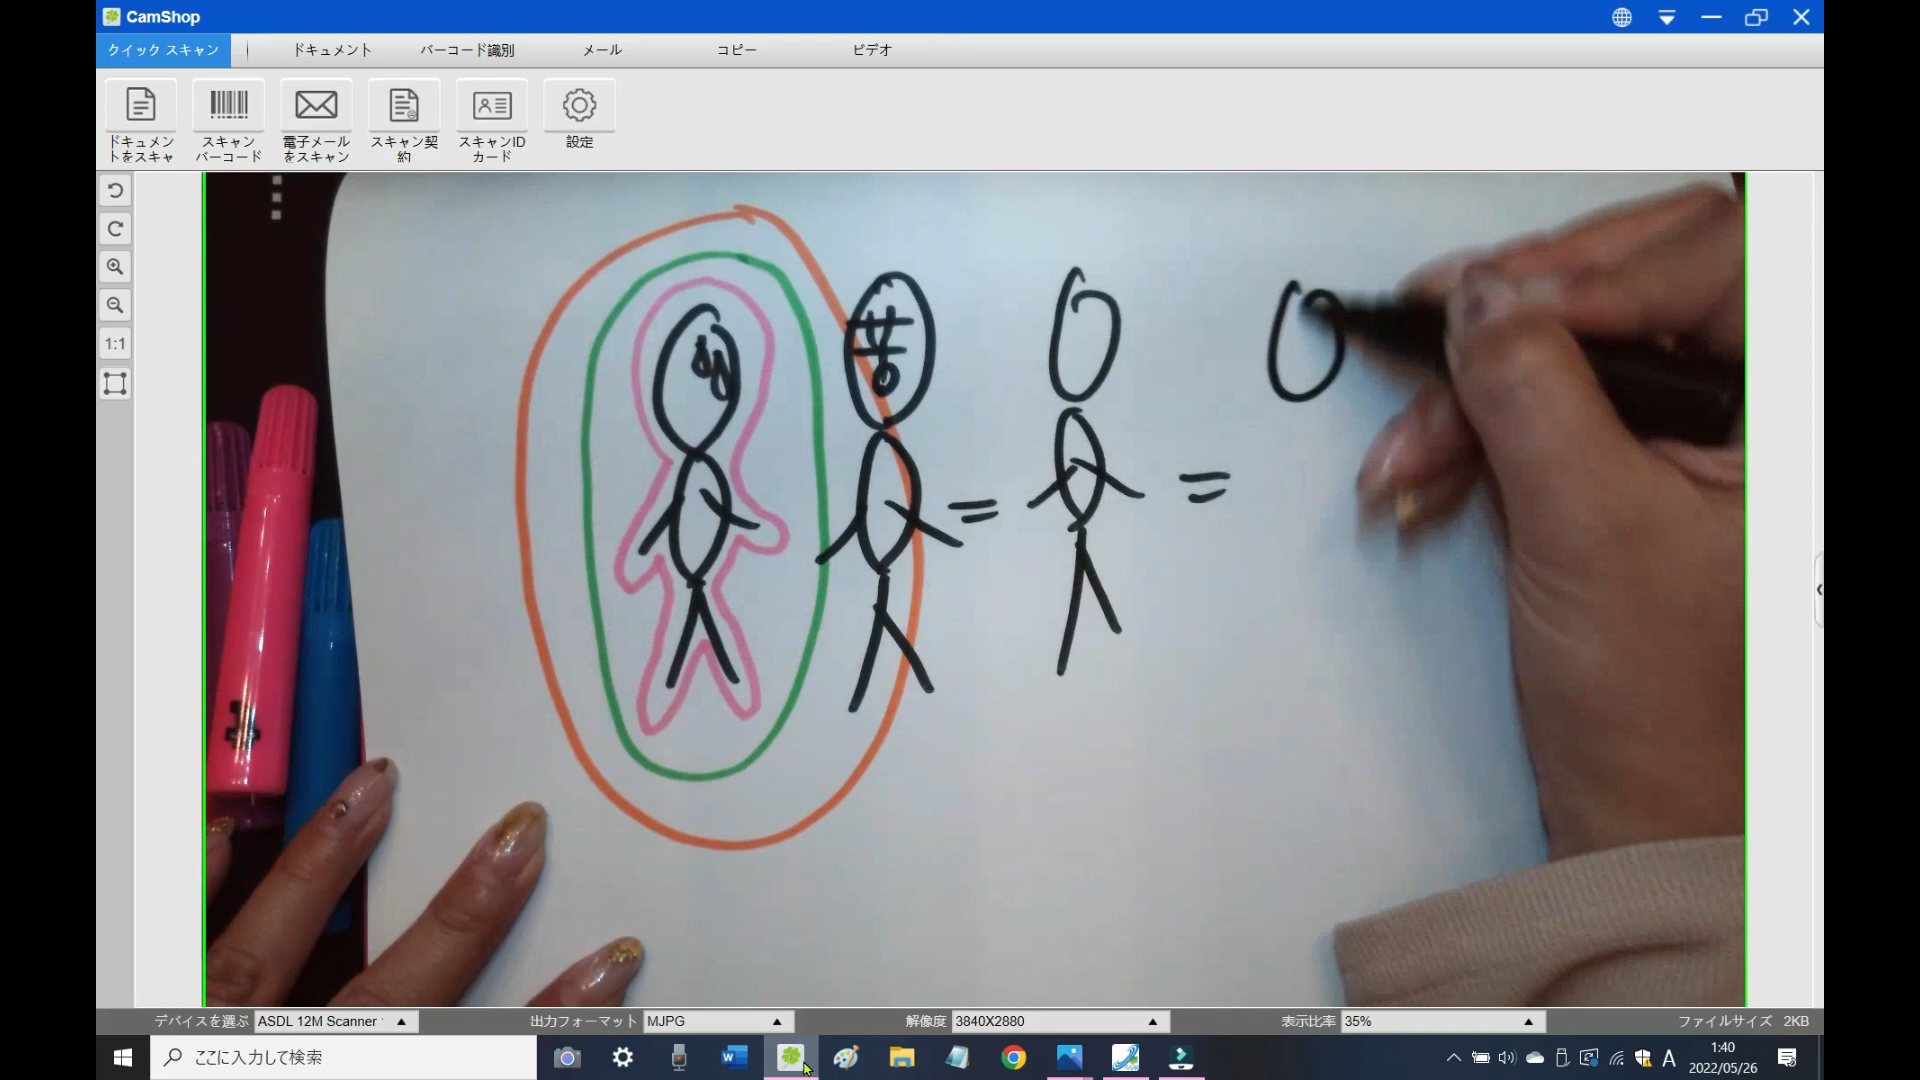 CamShop
クイック スキャン
ドキュメント
バーコード識別
メール
コピー
ビデオ
ドキュメン
トをスキャ
スキャン
バーコード
電子メール
をスキャン
スキャン契
約
スキャンID
カード
設定
1:1
=
=
デバイスを選ぶ
ASDL 12M Scanner
出力フォーマット
MJPG
解像度
3840X2880
表示比率
35%
ファイルサイズ
2KB
ここに入力して検索
A
1:40
2022/05/26